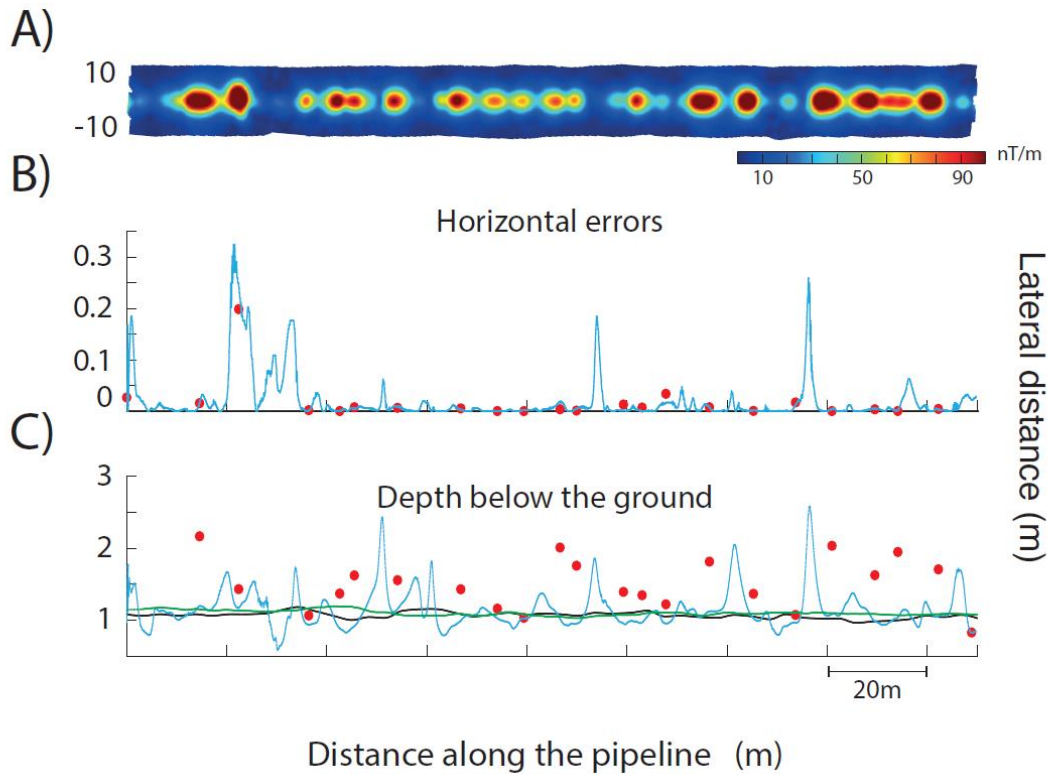 A)
10
-10
nT/m
10 50 90
B)
Horizontal errors
0.3
0.2
0.1
0
Lateral distance (m)
C)
Depth below the ground
3
2
1
20m
Distance along the pipeline (m)